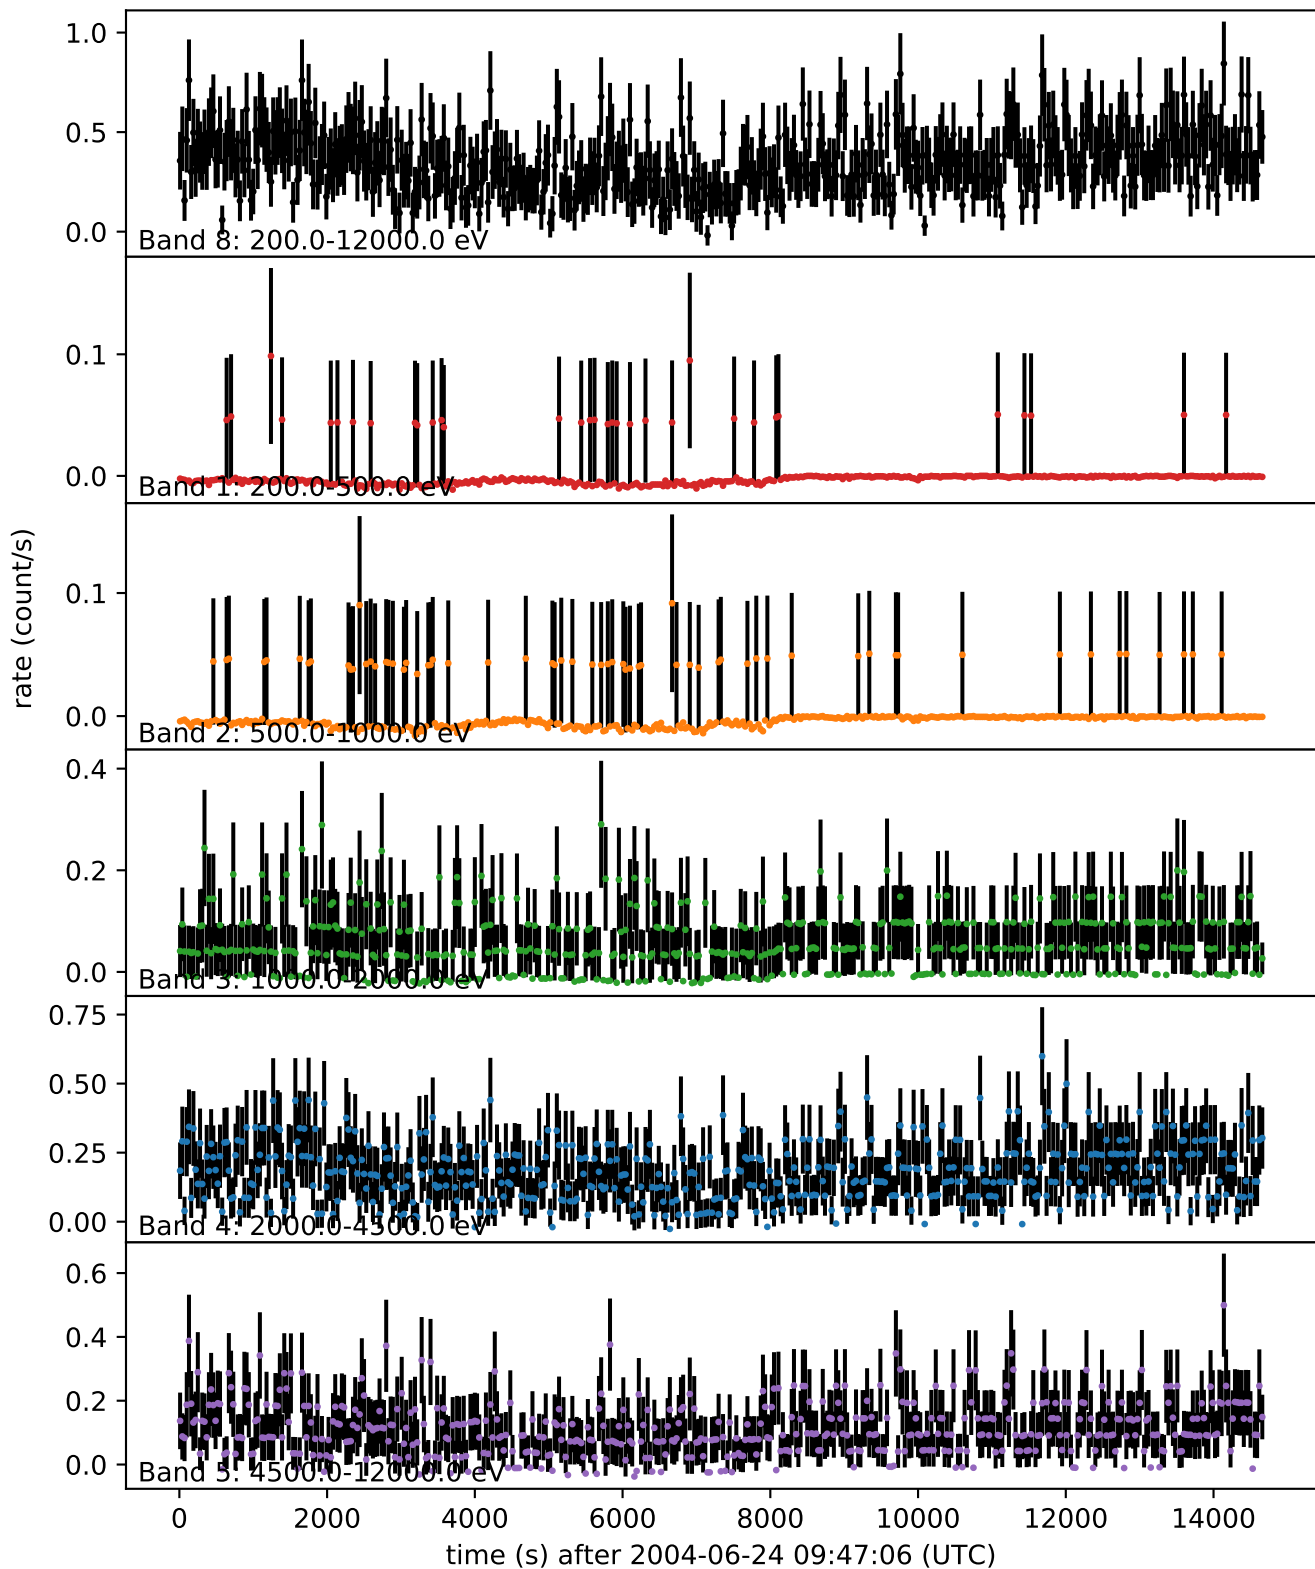 1.0
0.5
0.0
Band 8: 200.0-12000.0 eV
0.1
0.0
Band 1: 200.0-500.0 eV
0.1
0.0
Band 2: 500.0-1000.0 eV
rate (count/s)
0.4
0.2
0.0
Band 3: 1000.0-2000.0 eV
0.75
0.50
0.25
0.00
Band 4: 2000.0-4500.0 eV
0.6
0.4
0.2
0.0
Band 5: 4500.0-12000.0 eV
0 2000 4000 6000 8000 10000 12000 14000
time (s) after 2004-06-24 09:47:06 (UTC)